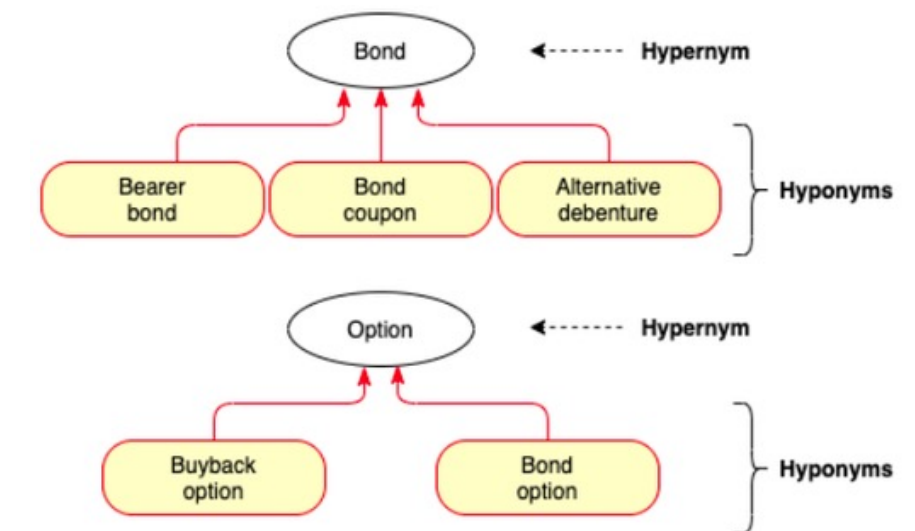 Bond
Hypernym
Bearer
bond
Bond
coupon
Alternative
debenture
Hyponyms
Option
Hypernym
Buyback
option
Bond
option
Hyponyms